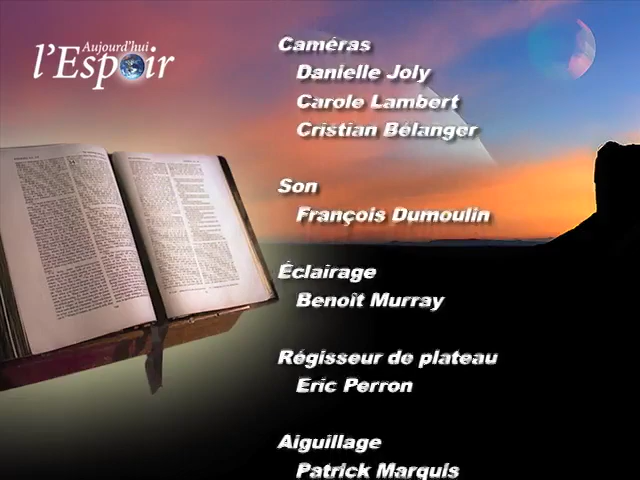 Aujourd'hui
l'Espoir
Caméras
Danielle Joly
Carole Lambert
Cristian Bélanger
Son
François Dumoulin
Éclairage
Benoît Murray
Régisseur de plateau
Eric Perron
Aiguillage
Patrick Marquis